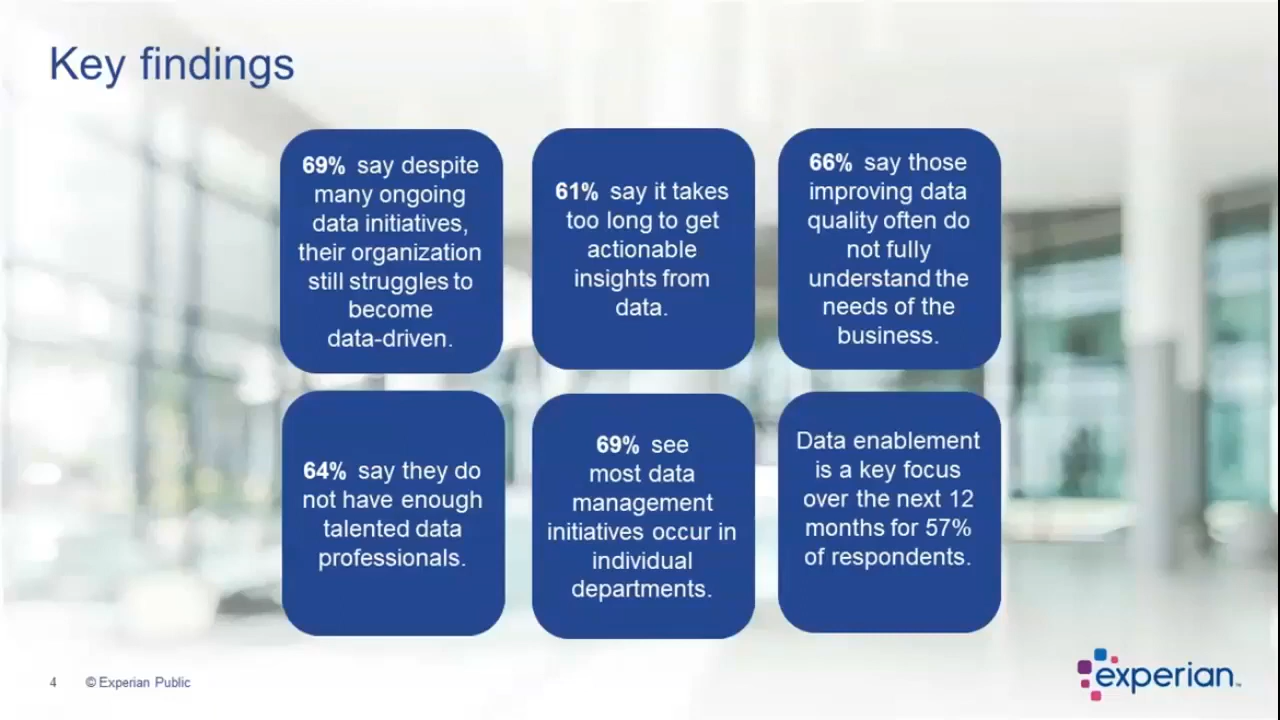 Key findings
69% say despite
many ongoing
data initiatives,
their organization
still struggles to
become
data-driven.
61% say it takes
too long to get
actionable
insights from
data.
66% say those
improving data
quality often do
not fully
understand the
needs of the
business.
64% say they do
not have enough
talented data
professionals.
69% see
most data
management
initiatives occur in
individual
departments.
Data enablement
is a key focus
over the next 12
months for 57%
of respondents.
4 © Experian Public
experian™